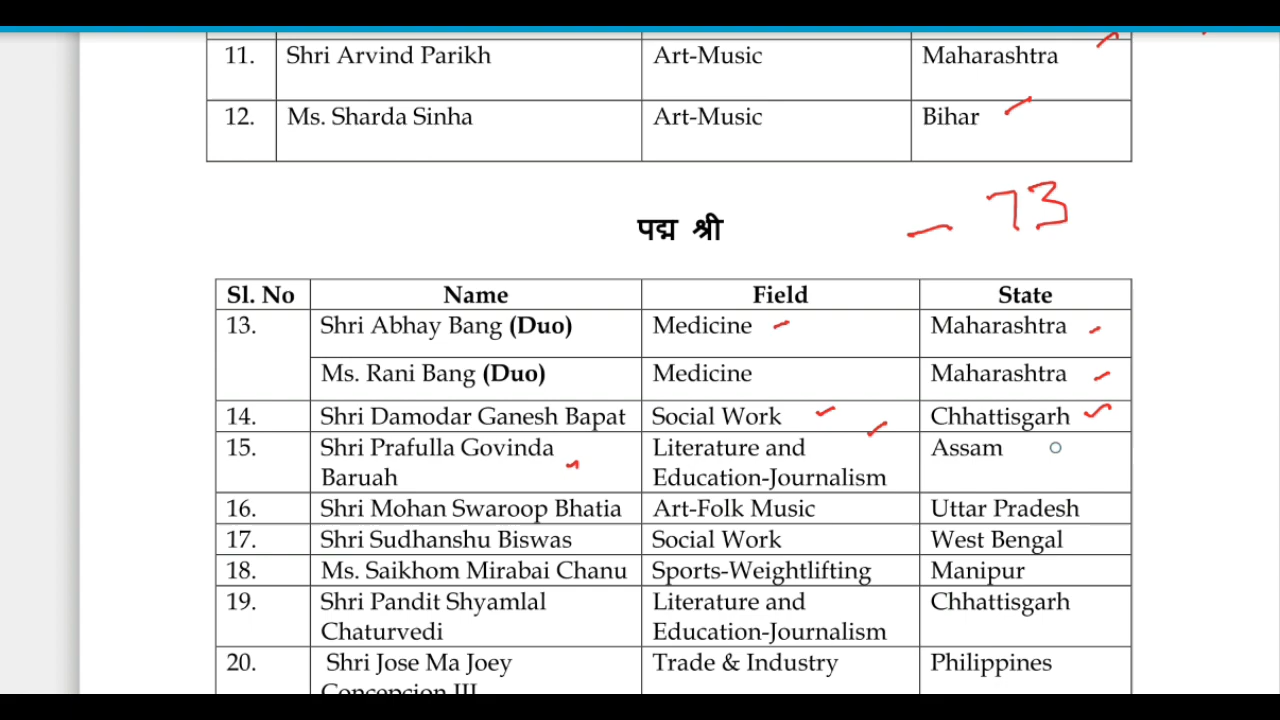 11. Shri Arvind Parikh Art-Music Maharashtra
12. Ms. Sharda Sinha Art-Music Bihar
पद्म श्री - 73
Sl. No Name Field State
13. Shri Abhay Bang (Duo) Medicine Maharashtra
Ms. Rani Bang (Duo) Medicine Maharashtra
14. Shri Damodar Ganesh Bapat Social Work Chhattisgarh
15. Shri Prafulla Govinda Literature and Assam
Baruah Education-Journalism
16. Shri Mohan Swaroop Bhatia Art-Folk Music Uttar Pradesh
17. Shri Sudhanshu Biswas Social Work West Bengal
18. Ms. Saikhom Mirabai Chanu Sports-Weightlifting Manipur
19. Shri Pandit Shyamlal Literature and Chhattisgarh
Chaturvedi Education-Journalism
20. Shri Jose Ma Joey Trade & Industry Philippines
Concepcion III